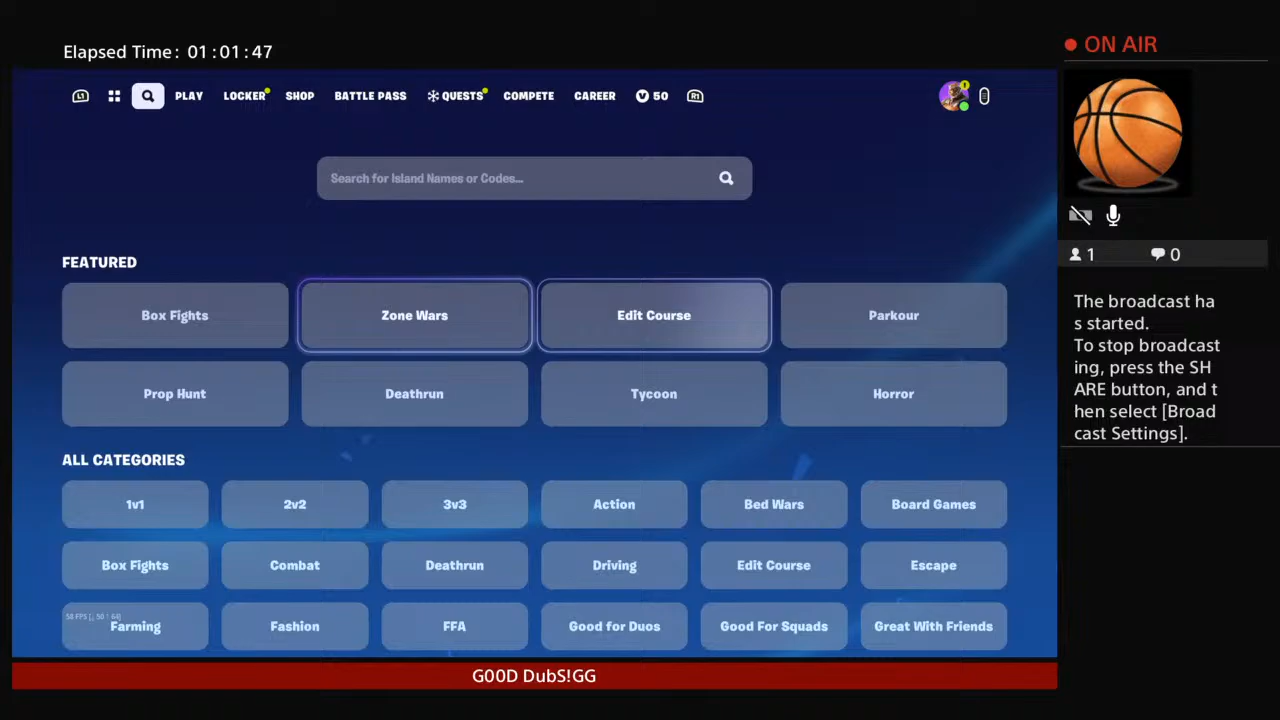 Elapsed Time: 01:01:47
ON AIR
L1
PLAY
LOCKER
SHOP
BATTLE PASS
QUESTS
COMPETE
CAREER
V 50
R1
Search for Island Names or Codes...
1
0
FEATURED
Box Fights
Zone Wars
Edit Course
Parkour
Prop Hunt
Deathrun
Tycoon
Horror
The broadcast ha
s started.
To stop broadcast
ing, press the SH
ARE button, and t
hen select [Broad
cast Settings].
ALL CATEGORIES
1v1
2v2
3v3
Action
Bed Wars
Board Games
Box Fights
Combat
Deathrun
Driving
Edit Course
Escape
Farming
Fashion
FFA
Good for Duos
Good For Squads
Great With Friends
G00D DubS!GG